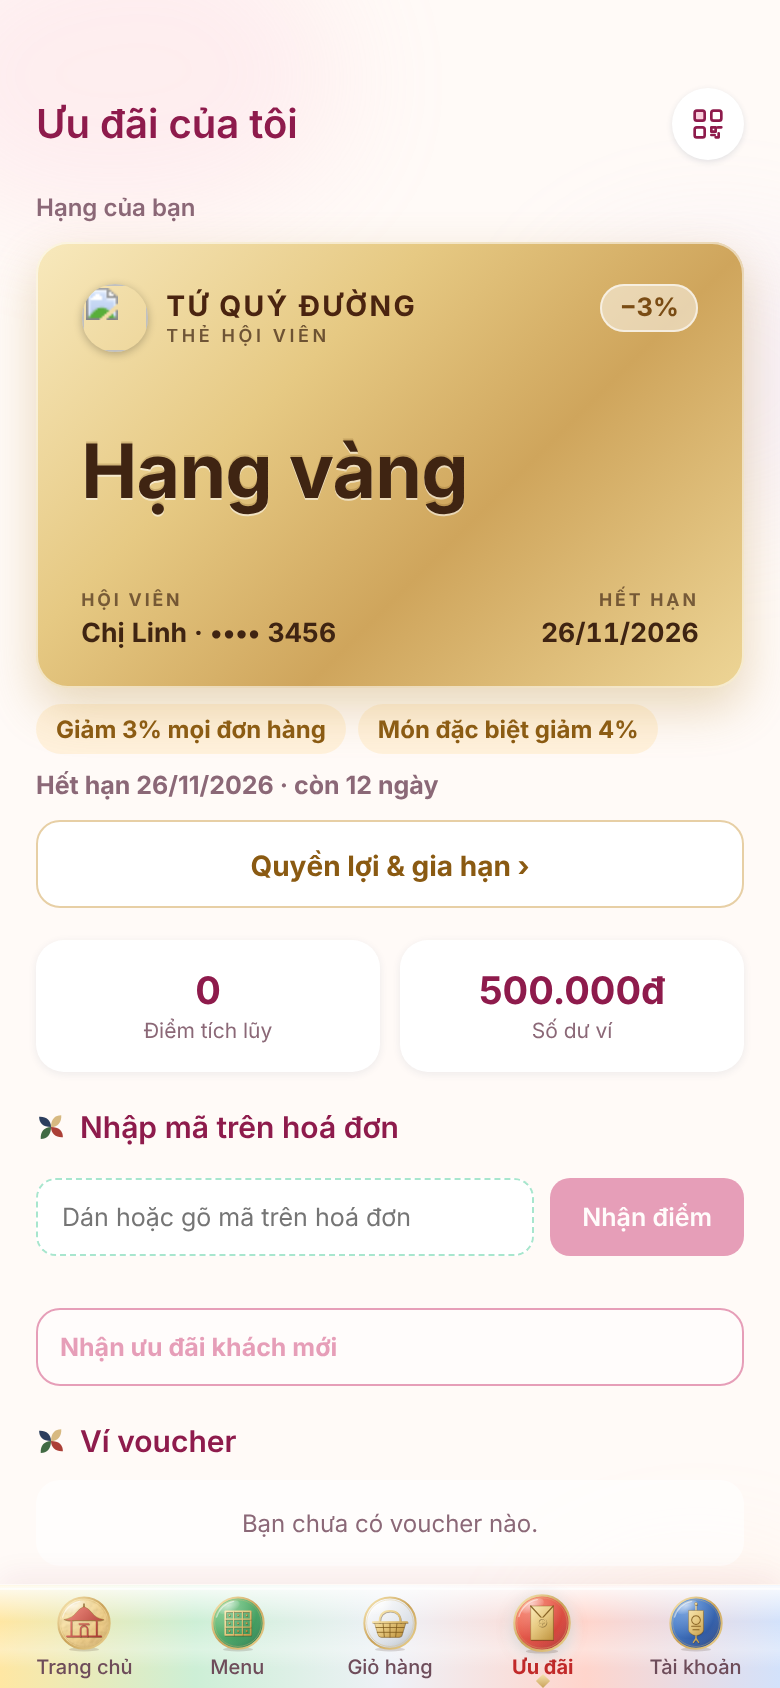 Ưu đãi của tôi
Hạng của bạn
TỨ QUÝ ĐƯỜNG
THẺ HỘI VIÊN
−3%
Hạng vàng
HỘI VIÊN
HẾT HẠN
Chị Linh · •••• 3456
26/11/2026
Giảm 3% mọi đơn hàng
Món đặc biệt giảm 4%
Hết hạn 26/11/2026 · còn 12 ngày
Quyền lợi & gia hạn ›
0
500.000đ
Điểm tích lũy
Số dư ví
Nhập mã trên hoá đơn
Dán hoặc gõ mã trên hoá đơn
Nhận điểm
Nhận ưu đãi khách mới
Ví voucher
Bạn chưa có voucher nào.
Trang chủ
Menu
Giỏ hàng
Ưu đãi
Tài khoản